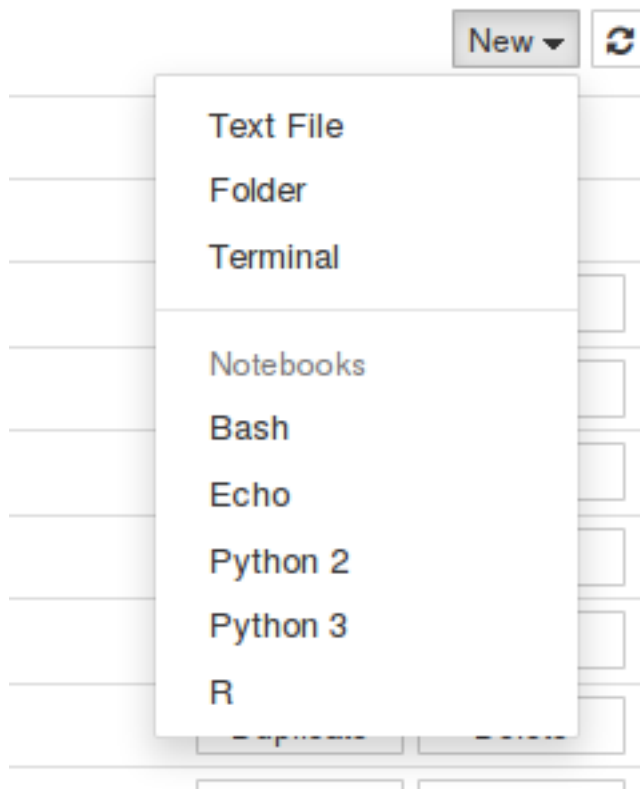 New
Text File
Folder
Terminal
Notebooks
Bash
Echo
Python 2
Python 3
R